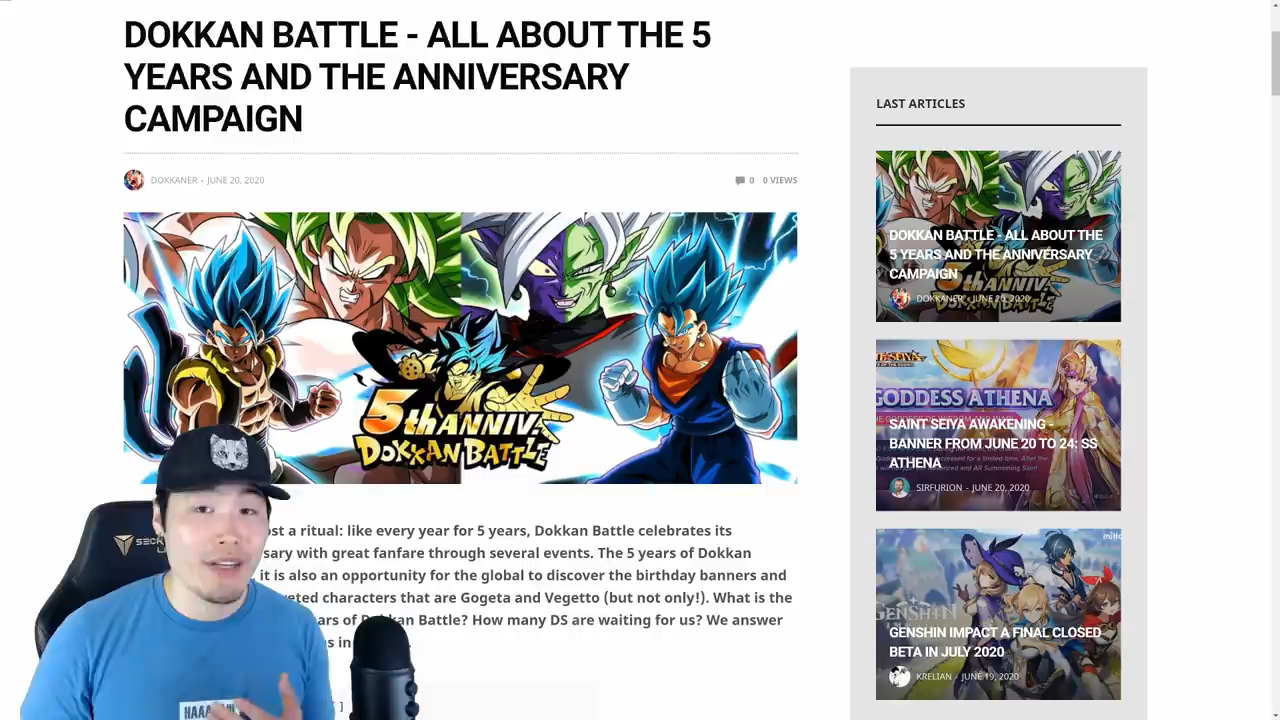 DOKKAN BATTLE - ALL ABOUT THE 5
YEARS AND THE ANNIVERSARY
CAMPAIGN
DOKKANER - JUNE 20, 2020
0 0 VIEWS
5th ANNIV.
DOKKAN BATTLE
ost a ritual: like every year for 5 years, Dokkan Battle celebrates its
sary with great fanfare through several events. The 5 years of Dokkan
it is also an opportunity for the global to discover the birthday banners and
characters that are Gogeta and Vegetto (but not only!). What is the
of Dokkan Battle? How many DS are waiting for us? We answer
in
]
HAAA
LAST ARTICLES
DOKKAN BATTLE - ALL ABOUT THE
5 YEARS AND THE ANNIVERSARY
CAMPAIGN
5th ANNIV
DOKKAN BATTLE
DOKKANER - JUNE 20, 2020
GODDESS ATHENA
SAINT SEIYA AWAKENING -
BANNER FROM JUNE 20 TO 24: SS
ATHENA
SIRFURION - JUNE 20, 2020
GENSHIN
GENSHIN IMPACT A FINAL CLOSED
BETA IN JULY 2020
KRELIAN - JUNE 19, 2020